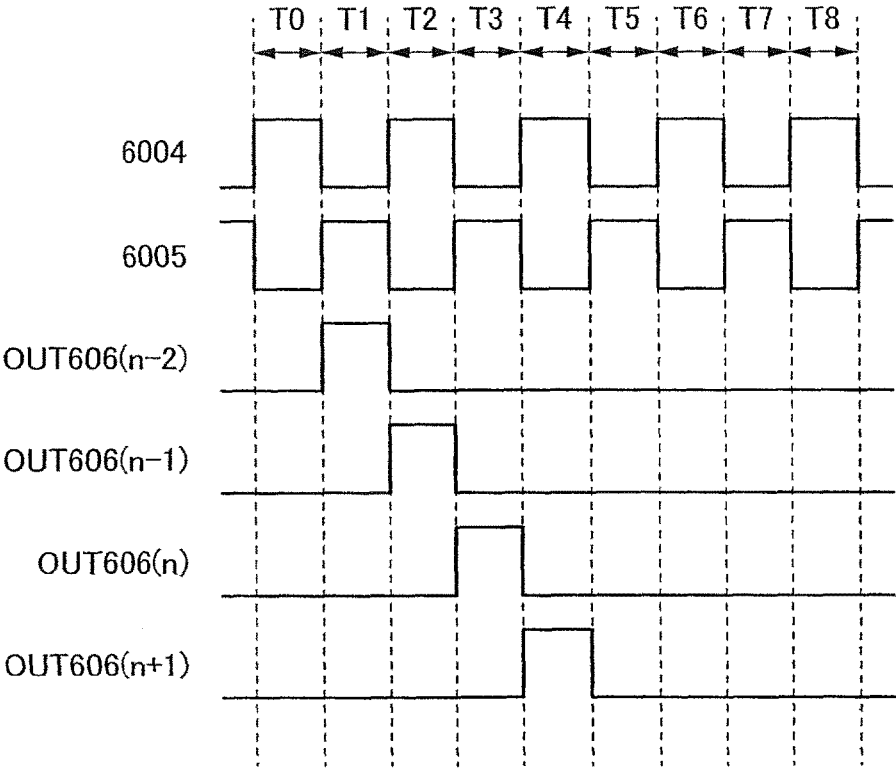 T0 T1 T2 T3 T4 T5 T6 T7 T8
6004
6005
OUT606(n-2)
OUT606(n-1)
OUT606(n)
OUT606(n+1)